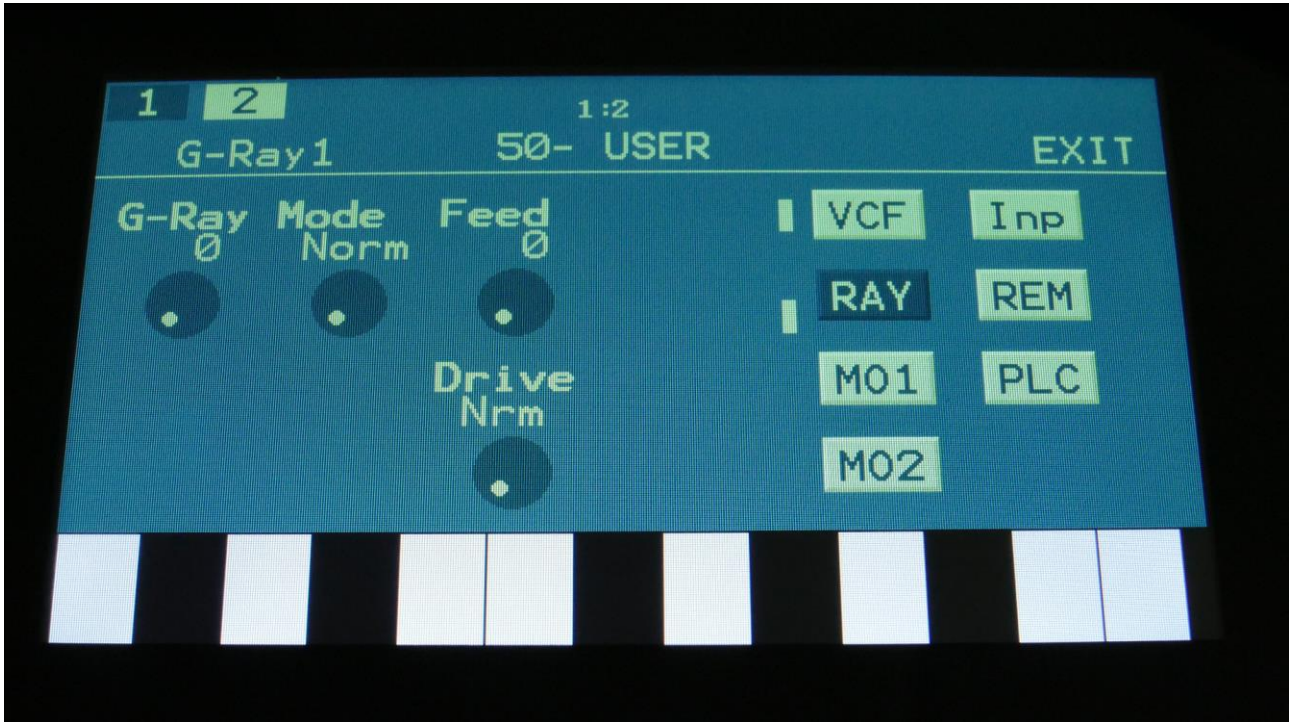 1 2 1:2
G-Ray1 50- USER EXIT
G-Ray Mode Feed VCF Inp
0 Norm 0
RAY REM
Drive MO1 PLC
Nrm
MO2